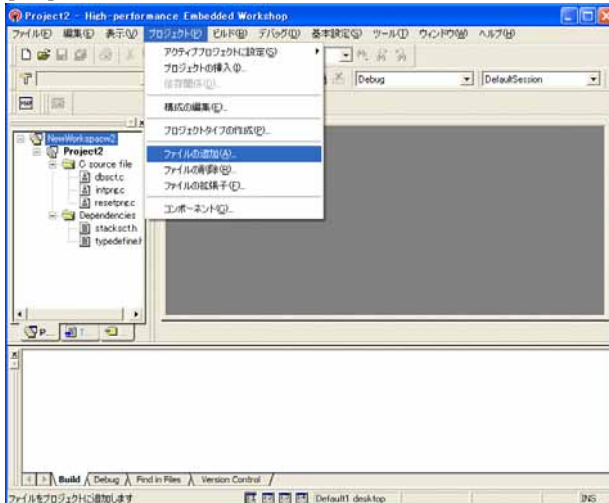 Project2 - High-performance Embedded Workshop
ファイル(F) 編集(E) 表示(V) プロジェクト(P) ビルド(B) デバッグ(D) 基本設定(S) ツール(T) ウィンドウ(W) ヘルプ(H)
アクティブプロジェクトに設定(S)
プロジェクトの挿入(I)...
依存関係(D)...
Debug
DefaultSession
構成の編集(E)...
プロジェクトタイプの作成(P)...
ファイルの追加(A)...
ファイルの削除(R)...
ファイルの拡張子(F)...
コンポーネント(C)...
NewWorkspacw2
Project2
C source file
dbsct.c
intprg.c
resetprg.c
Dependencies
stacksct.h
typedefine.h
P...
T...
Build
Debug
Find in Files
Version Control
ファイルをプロジェクトに追加します
Default1 desktop
INS